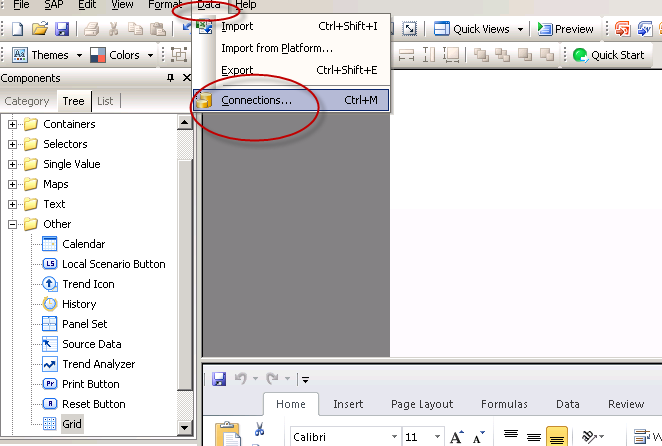 File SAP Edit View Format Data Help
Import Ctrl+Shift+I
Import from Platform...
Export Ctrl+Shift+E
Connections... Ctrl+M
Quick Views Preview
Themes Colors Quick Start
Components
Category Tree List
Containers
Selectors
Single Value
Maps
Text
Other
Calendar
LS Local Scenario Button
Trend Icon
History
Panel Set
Source Data
Trend Analyzer
Pr Print Button
R Reset Button
Grid
Home Insert Page Layout Formulas Data Review
Calibri 11 A A